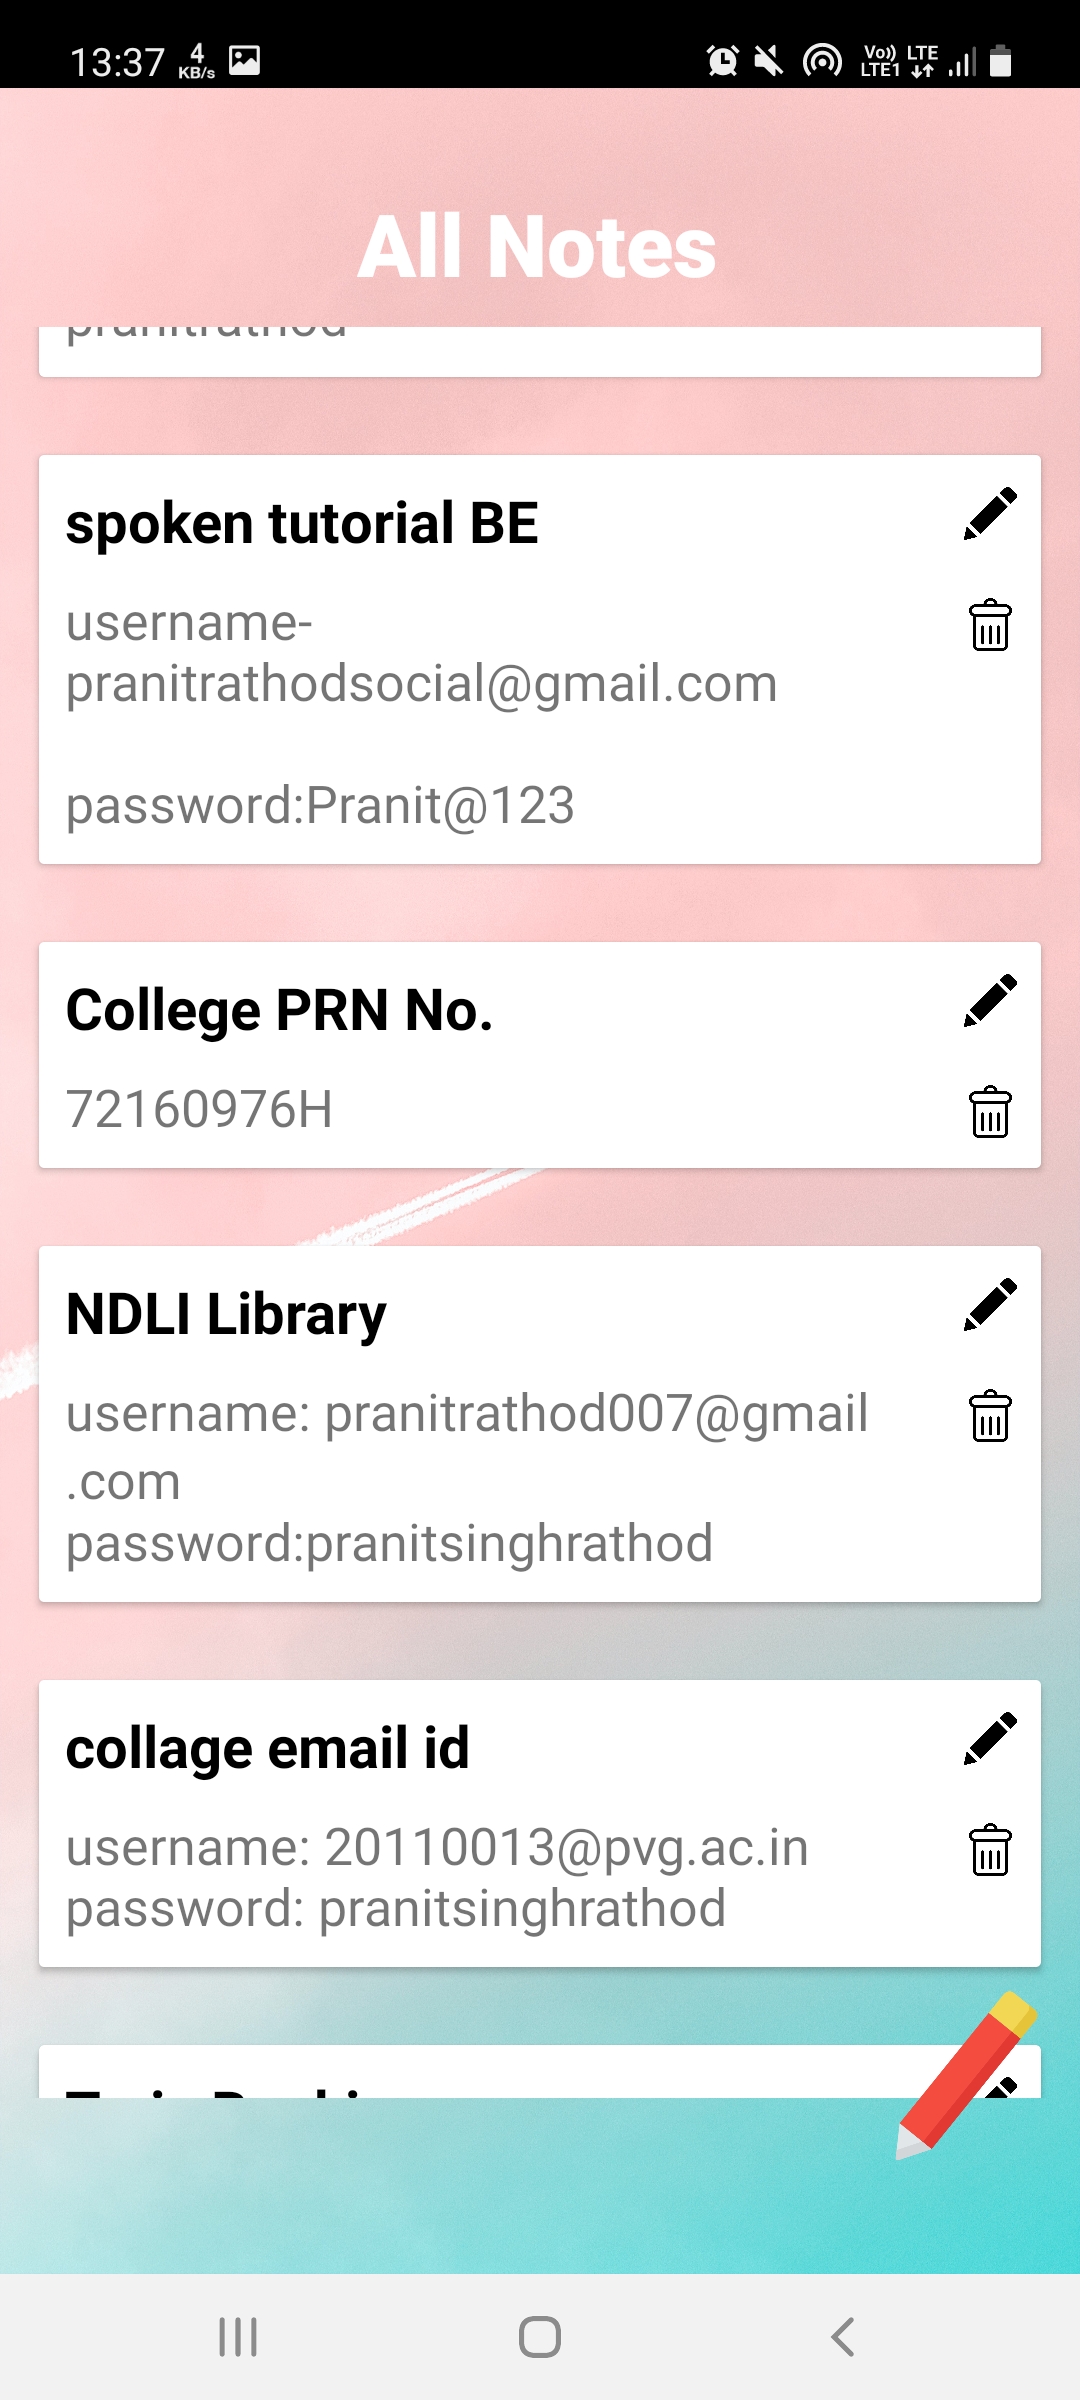 13:37
4
KB/s
Vo)) LTE
LTE1
All Notes
pranitrathod
spoken tutorial BE
username-
pranitrathodsocial@gmail.com
password:Pranit@123
College PRN No.
72160976H
NDLI Library
username: pranitrathod007@gmail
.com
password:pranitsinghrathod
collage email id
username: 20110013@pvg.ac.in
password: pranitsinghrathod